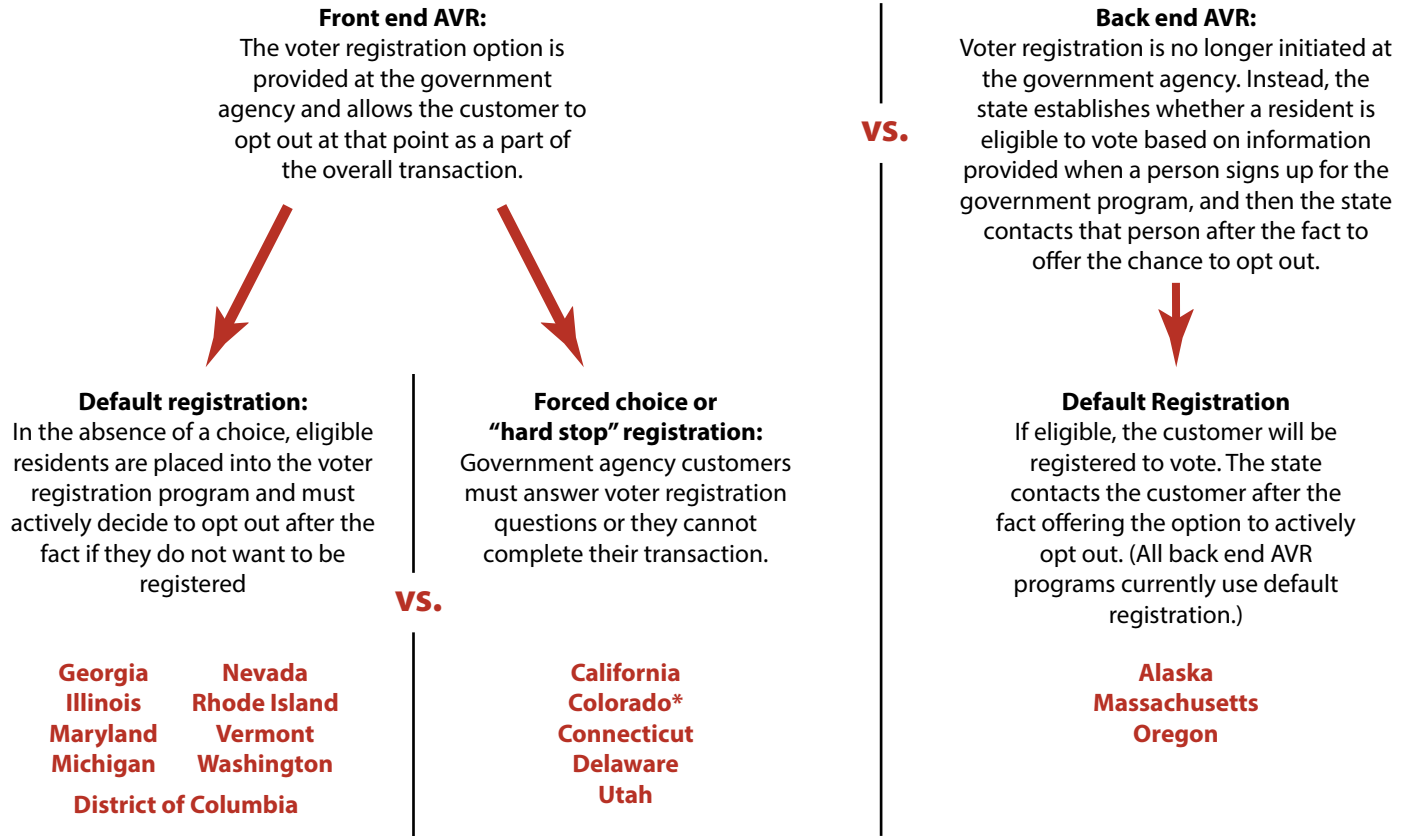 Front end AVR:
The voter registration option is
provided at the government
agency and allows the customer to
opt out at that point as a part of
the overall transaction.
vs.
Back end AVR:
Voter registration is no longer initiated at
the government agency. Instead, the
state establishes whether a resident is
eligible to vote based on information
provided when a person signs up for the
government program, and then the state
contacts that person after the fact to
offer the chance to opt out.
Default registration:
In the absence of a choice, eligible
residents are placed into the voter
registration program and must
actively decide to opt out after the
fact if they do not want to be
registered
Georgia
Illinois
Maryland
Michigan
Nevada
Rhode Island
Vermont
Washington
District of Columbia
vs.
Forced choice or
“hard stop” registration:
Government agency customers
must answer voter registration
questions or they cannot
complete their transaction.
California
Colorado*
Connecticut
Delaware
Utah
Default Registration
If eligible, the customer will be
registered to vote. The state
contacts the customer after the
fact offering the option to actively
opt out. (All back end AVR
programs currently use default
registration.)
Alaska
Massachusetts
Oregon